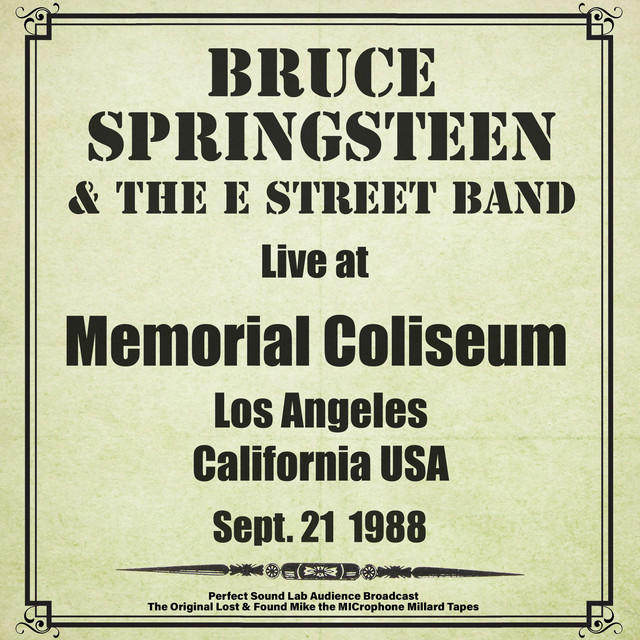 BRUCE
SPRINGSTEEN
& THE E STREET BAND
Live at
Memorial Coliseum
Los Angeles
California USA
Sept. 21 1988
Perfect Sound Lab Audience Broadcast
The Original Lost & Found Mike the MICrophone Millard Tapes